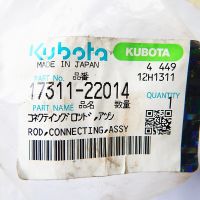 Kubota KUBOTA
MADE IN JAPAN 4 449
PART No. 品番 12H1311
17311-22014
PART NAME 品名 数量 1
コネクティングロッド,アッシ
ROD,CONNECTING,ASSY